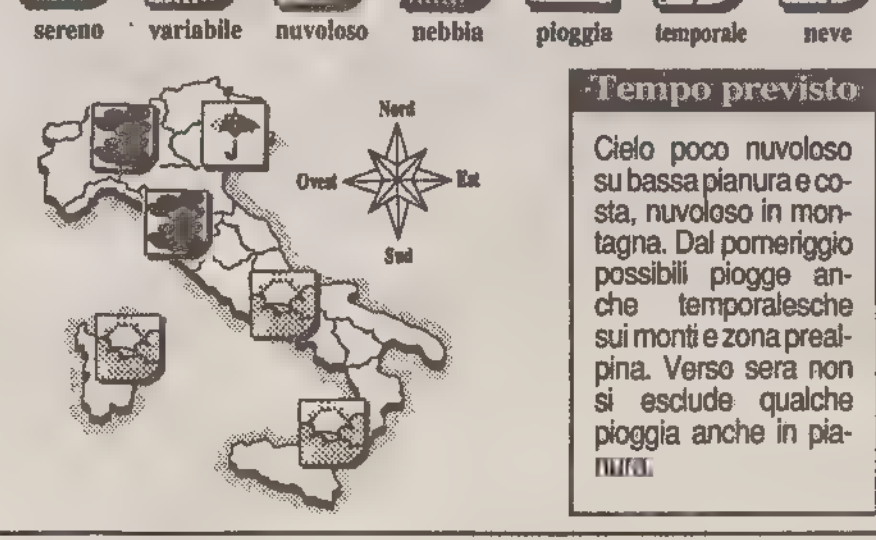 sereno variabile nuvoloso nebbia pioggia temporale neve
Nord
Ovest Est
Sud
Tempo previsto
Cielo poco nuvoloso
su bassa pianura e co-
sta, nuvoloso in mon-
tagna. Dal pomeriggio
possibili piogge an-
che temporalesche
sui monti e zona preal-
pina. Verso sera non
si esclude qualche
pioggia anche in pia-
nura.